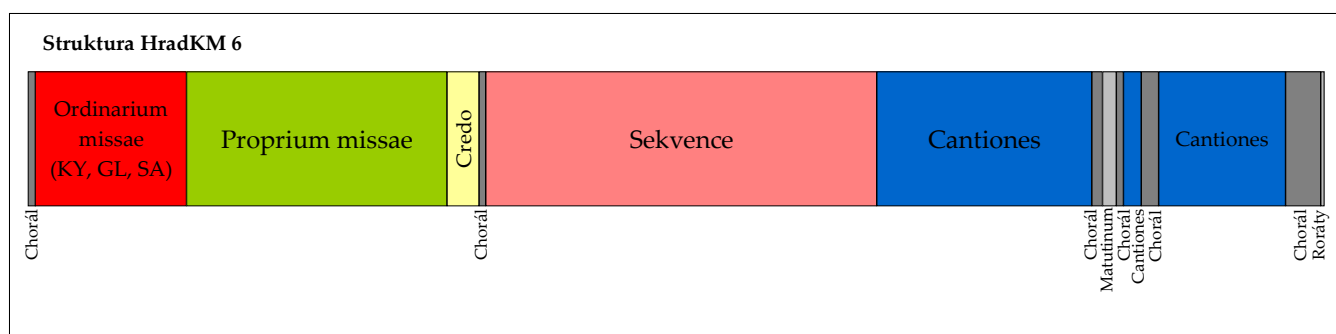 Struktura HradKM 6
Ordinarium
missae
(KY, GL, SA)
Proprium missae
Credo
Sekvence
Cantiones
Cantiones
Chorál
Chorál
Chorál
Matutinum
Chorál
Cantiones
Chorál
Chorál
Roráty